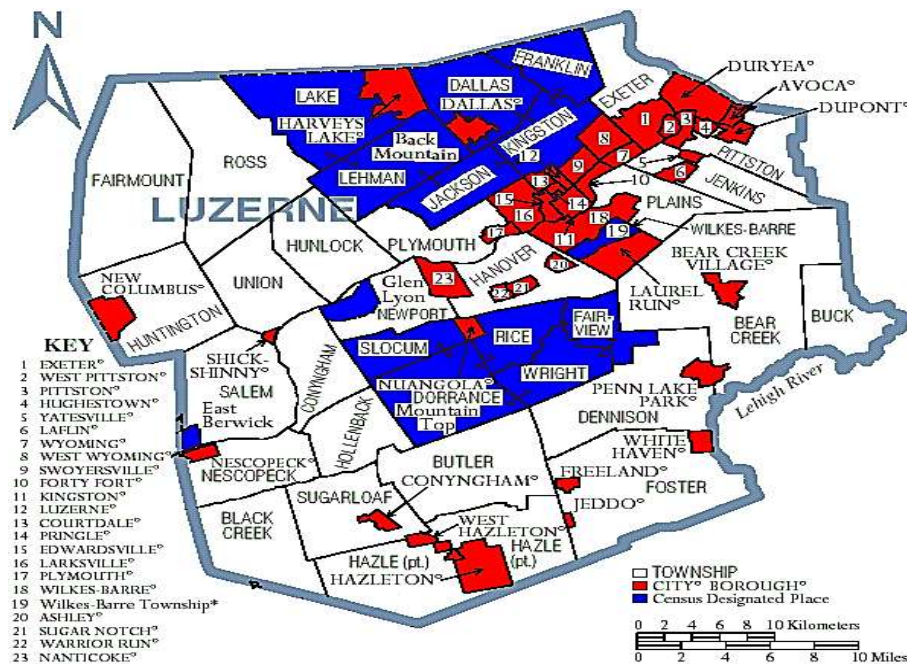 N
FRANKLIN
DALLAS
DALLAS°
LAKE
HARVEYS
LAKE°
EXETER
DURYEA°
AVOCA°
DUPONT°
1
2
3
4
KINGSTON
8
Back
Mountain
12
ROSS
7
5
6
9
PITTSTON
JENKINS
FAIRMOUNT
LEHMAN
JACKSON
13
10
14
PLAINS
15
16
18
LUZERNE
WILKES-BARRE
17
11
19
HUNLOCK
PLYMOUTH
BEAR CREEK
VILLAGE°
HANOVER
20
UNION
NEW
COLUMBUS°
23
22
21
LAUREL
RUN°
Glen
Lyon
NEWPORT
HUNTINGTON
FAIR-
VIEW
BUCK
RICE
BEAR
CREEK
SLOCUM
SHICK-
SHINNY°
SALEM
CONYNGHAM
WRIGHT
NUANGOLA°
DORRANCE
Mountain
Top
PENN LAKE
PARK°
Lehigh River
East
Berwick
DENNISON
HOLLENBACK
WHITE
HAVEN°
NESCOPECK°
NESCOPECK
BUTLER
CONYNGHAM°
FREELAND°
FOSTER
SUGARLOAF
JEDDO°
BLACK
CREEK
WEST
HAZLETON°
HAZLE (pt.)
HAZLETON°
HAZLE
(pt.)
KEY
1 EXETER°
2 WEST PITTSTON°
3 PITTSTON°
4 HUGHESTOWN°
5 YATESVILLE°
6 LAFLIN°
7 WYOMING°
8 WEST WYOMING°
9 SWOYERSVILLE°
10 FORTY FORT°
11 KINGSTON°
12 LUZERNE°
13 COURTDALE°
14 PRINGLE°
15 EDWARDSVILLE°
16 LARKSVILLE°
17 PLYMOUTH°
18 WILKES-BARRE°
19 Wilkes-Barre Township*
20 ASHLEY°
21 SUGAR NOTCH°
22 WARRIOR RUN°
23 NANTICOKE°
TOWNSHIP
CITY° BOROUGH°
Census Designated Place
0 2 4 6 8 10 Kilometers
0 2 4 6 8 10 Miles